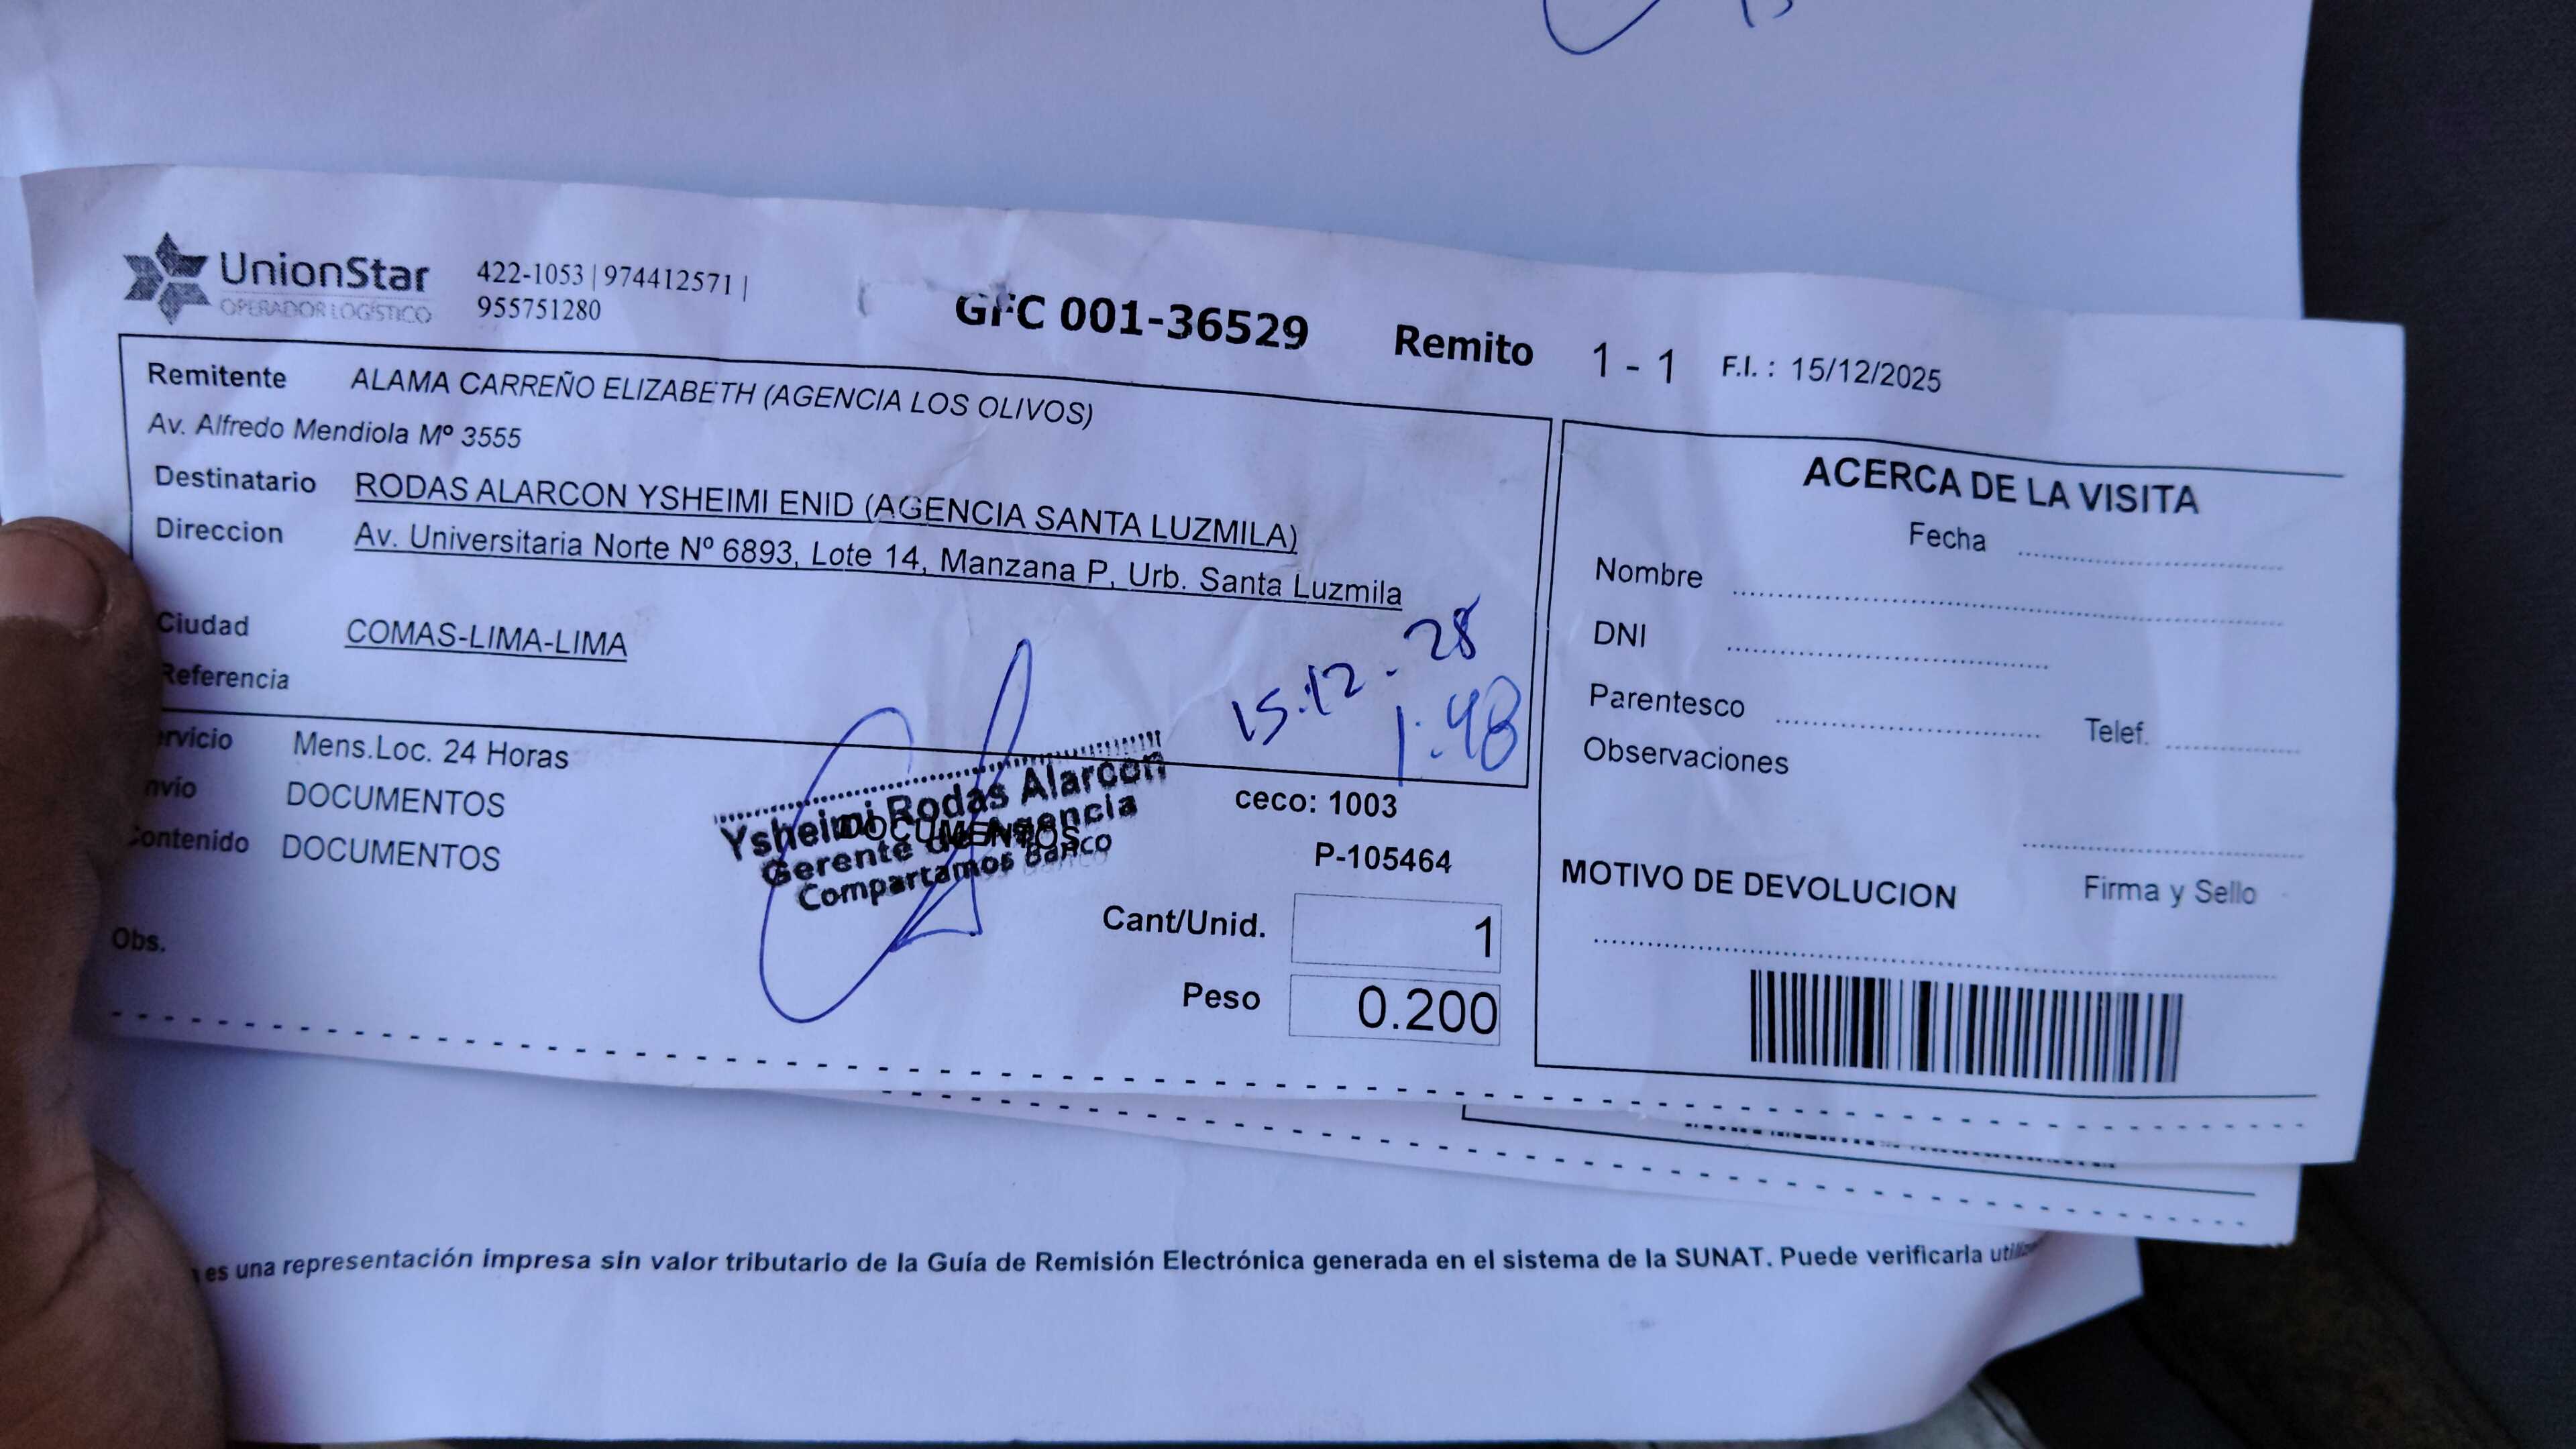 UnionStar
OPERADOR LOGÍSTICO
422-1053 | 974412571 |
955751280
GFC 001-36529 Remito 1 - 1 F.I. : 15/12/2025
Remitente ALAMA CARREÑO ELIZABETH (AGENCIA LOS OLIVOS)
Av. Alfredo Mendiola Mº 3555
Destinatario RODAS ALARCON YSHEIMI ENID (AGENCIA SANTA LUZMILA)
Direccion Av. Universitaria Norte Nº 6893, Lote 14, Manzana P, Urb. Santa Luzmila
Ciudad COMAS-LIMA-LIMA
Referencia
15.12.28
1:48
ervicio Mens.Loc. 24 Horas
nvio DOCUMENTOS
Contenido DOCUMENTOS
DOCUMENTOS
Ysheimi Rodas Alarcon
Gerente de Agencia
Compartamos Banco
ceco: 1003
P-105464
Cant/Unid. 1
Peso 0.200
Obs.
ACERCA DE LA VISITA
Fecha
Nombre
DNI
Parentesco Telef.
Observaciones
Firma y Sello
MOTIVO DE DEVOLUCION
es una representación impresa sin valor tributario de la Guía de Remisión Electrónica generada en el sistema de la SUNAT. Puede verificarla